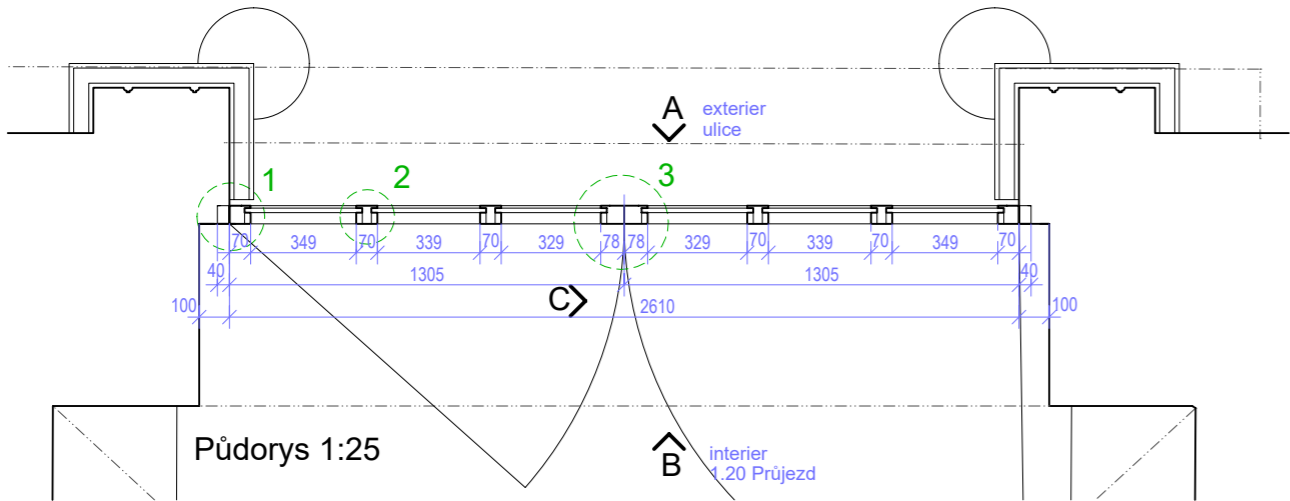 A
exterier
ulice
1
2
3
70 349 70 339 70 329 78 78 329 70 339 70 349 70
40 1305 1305 40
C
100 2610 100
Půdorys 1:25
B
interier
1.20 Průjezd